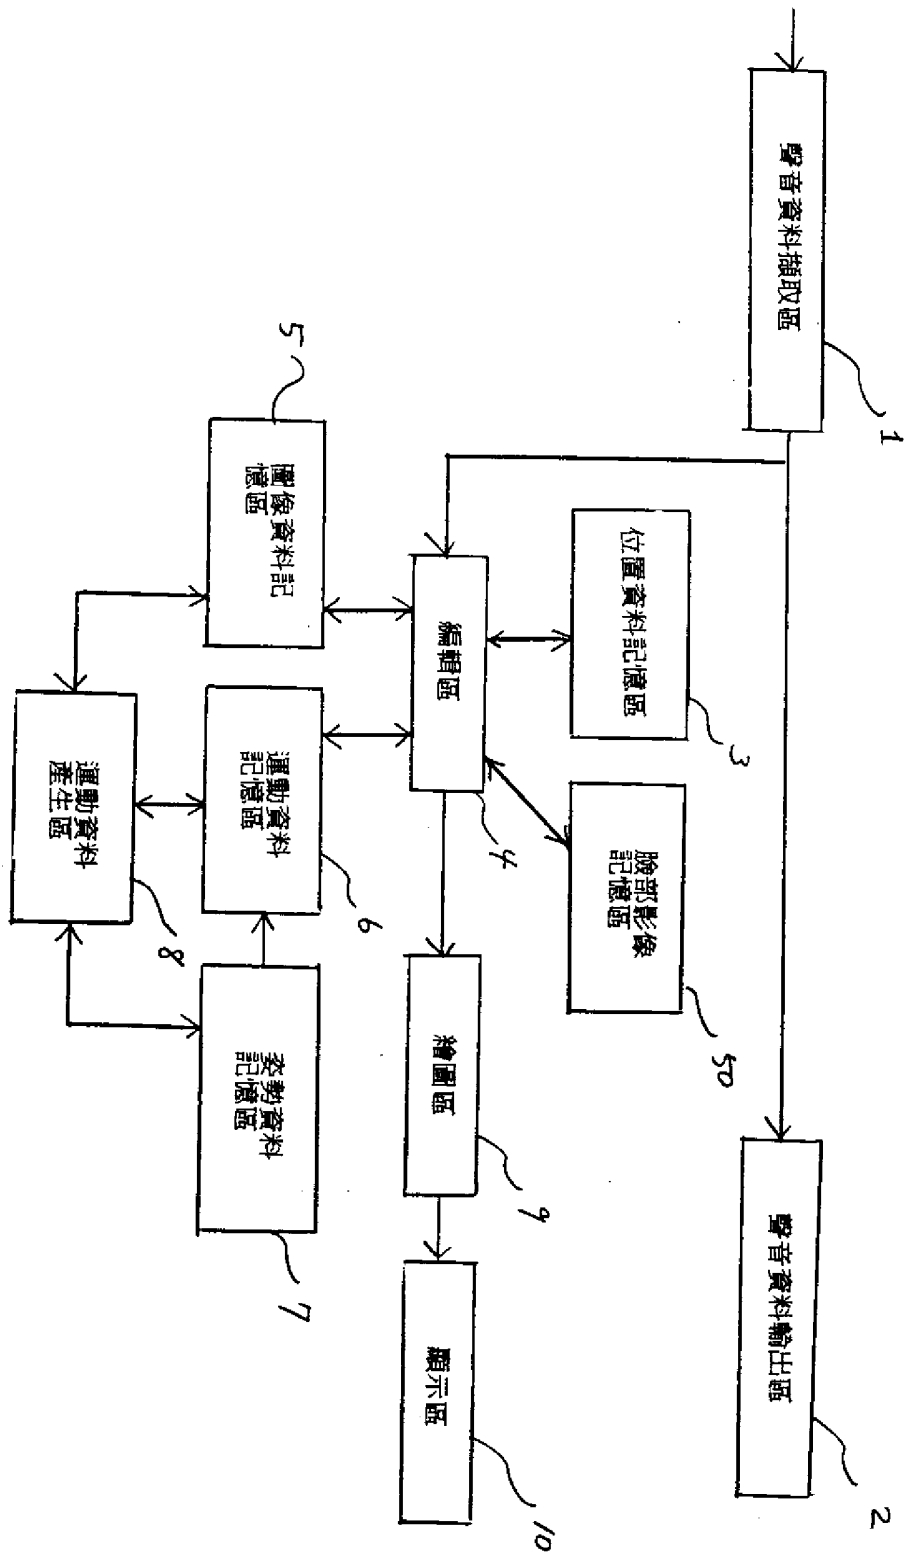 聲音資料擷取區
1
聲音資料輸出區
2
位置資料記憶區
3
臉部影像
記憶區
50
編輯區
4
繪圖區
9
顯示區
10
圖像資料記
憶區
5
運動資料
記憶區
6
姿勢資料
記憶區
7
運動資料
產生區
8